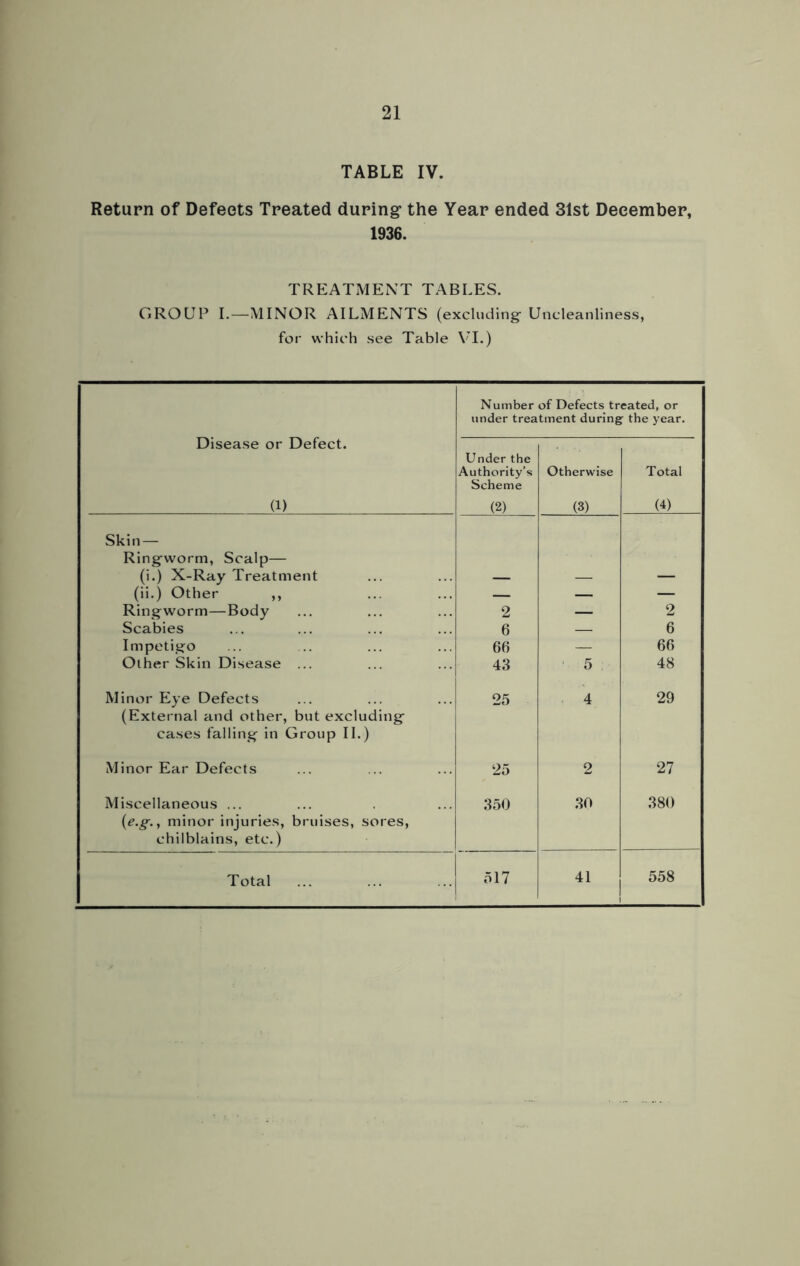 21
TABLE IV.
Return of Defects Treated during the Year ended 31st December,
1936.
TREATMENT TABLES.
GROUP I.—MINOR AILMENTS (excluding Uncleanliness,
for which see Table VI.)
Disease or Defect.
(1)
Number of Defects treated, or
under treatment during the year.
Under the
Authority's
Scheme
(2)
Otherwise
(3)
Total
(4)
Skin—
Ringworm, Scalp—
(i.) X-Ray Treatment ... ... — — —
(ii.) Other ,, ... ... — — —
Ringworm—Body ... ... ... 2 — 2
Scabies ... ... ... ... 6 — 6
Impetigo ... .. ... ... 66 — 66
Other Skin Disease ... ... ... 43 5 48
Minor Eye Defects ... ... ... 25 4 29
(External and other, but excluding
cases falling in Group II.)
Minor Ear Defects ... ... ... 25 2 27
Miscellaneous ... ... . ... 350 30 380
(e.g., minor injuries, bruises, sores,
chilblains, etc.)
Total ... ... ... 517 41 558